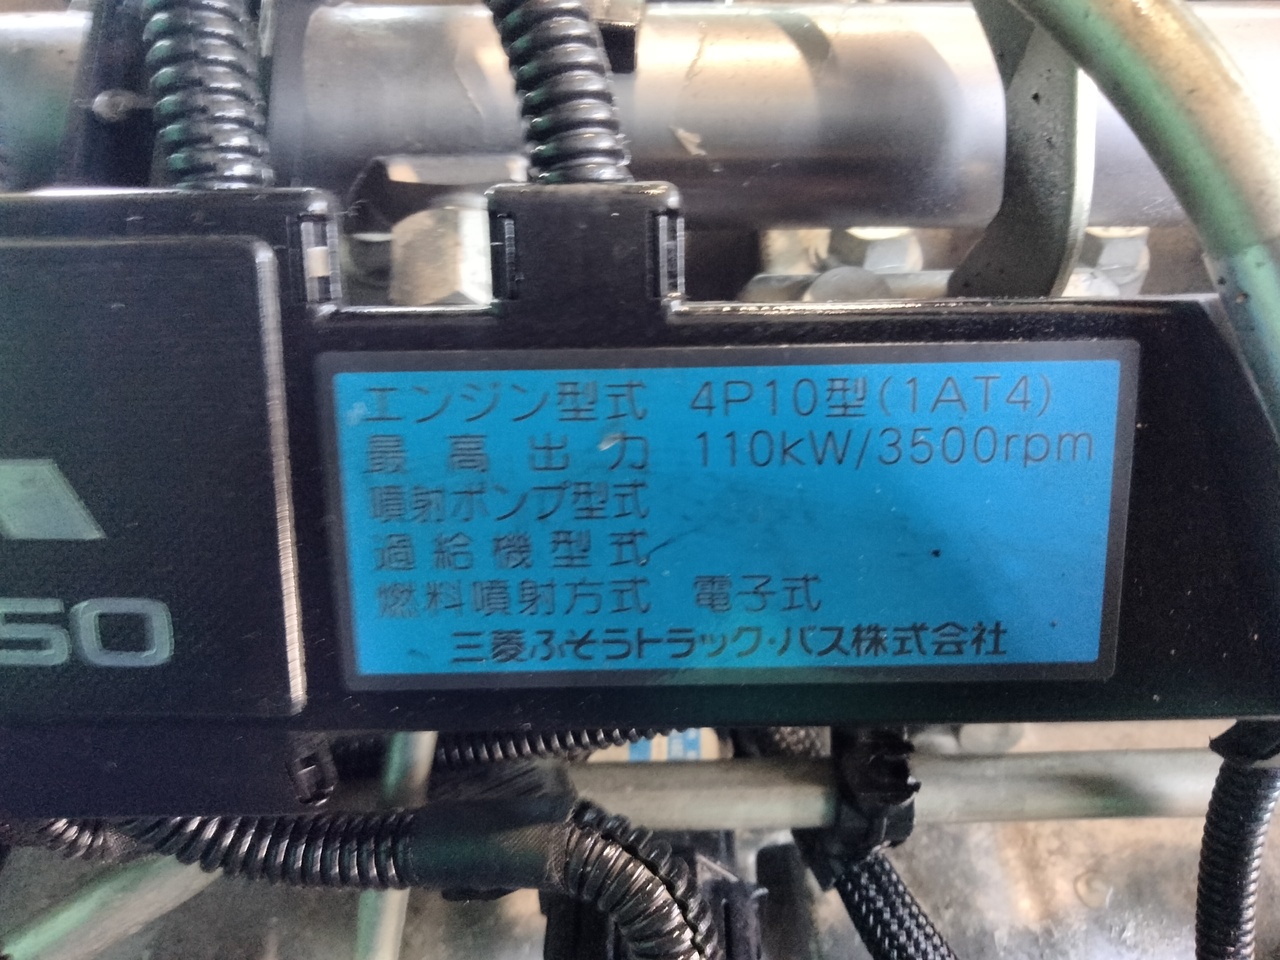 エンジン型式 4P10型(1AT4)
最高出力 110kW/3500rpm
噴射ポンプ型式
過給機型式
燃料噴射方式 電子式
三菱ふそうトラック・バス株式会社
50